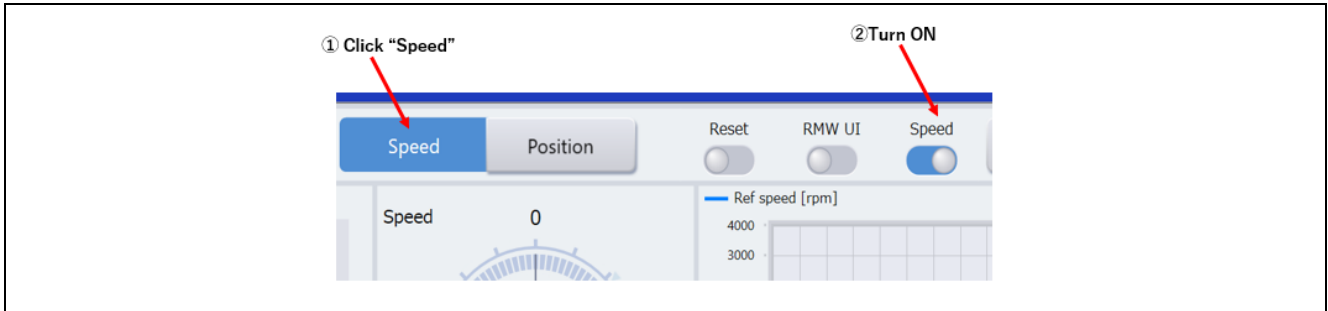 ① Click “Speed”
②Turn ON
Speed
Position
Reset
RMW UI
Speed
Speed
0
Ref speed [rpm]
4000
3000